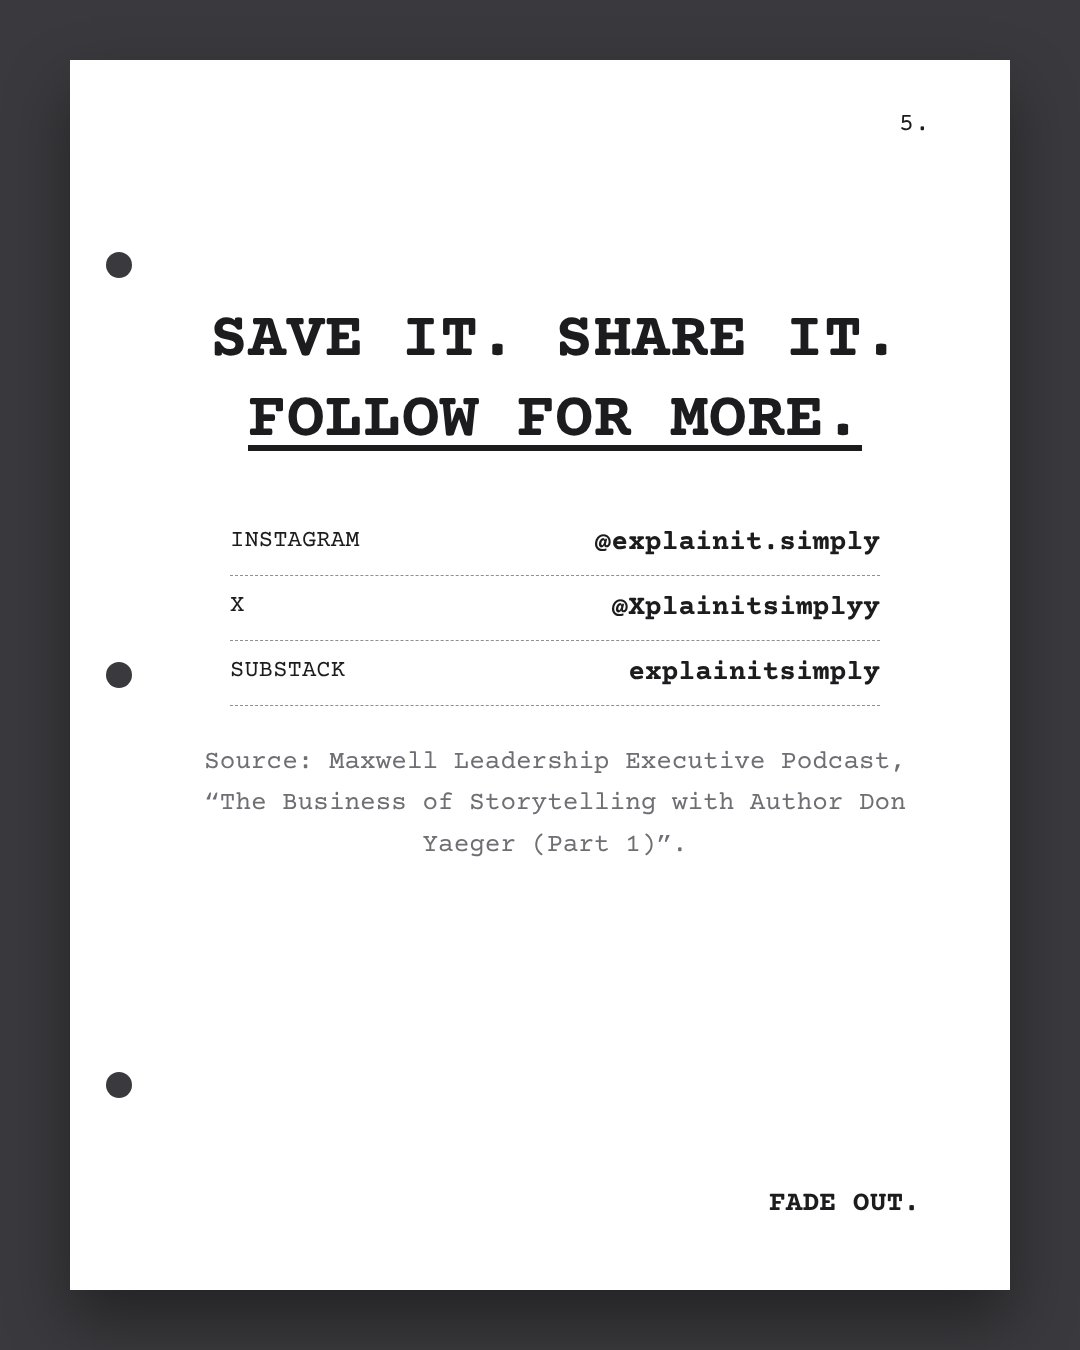 5.
SAVE IT. SHARE IT.
FOLLOW FOR MORE.
INSTAGRAM @explainit.simply
X @Xplainitsimplyy
SUBSTACK explainitsimply
Source: Maxwell Leadership Executive Podcast,
“The Business of Storytelling with Author Don
Yaeger (Part 1)”.
FADE OUT.